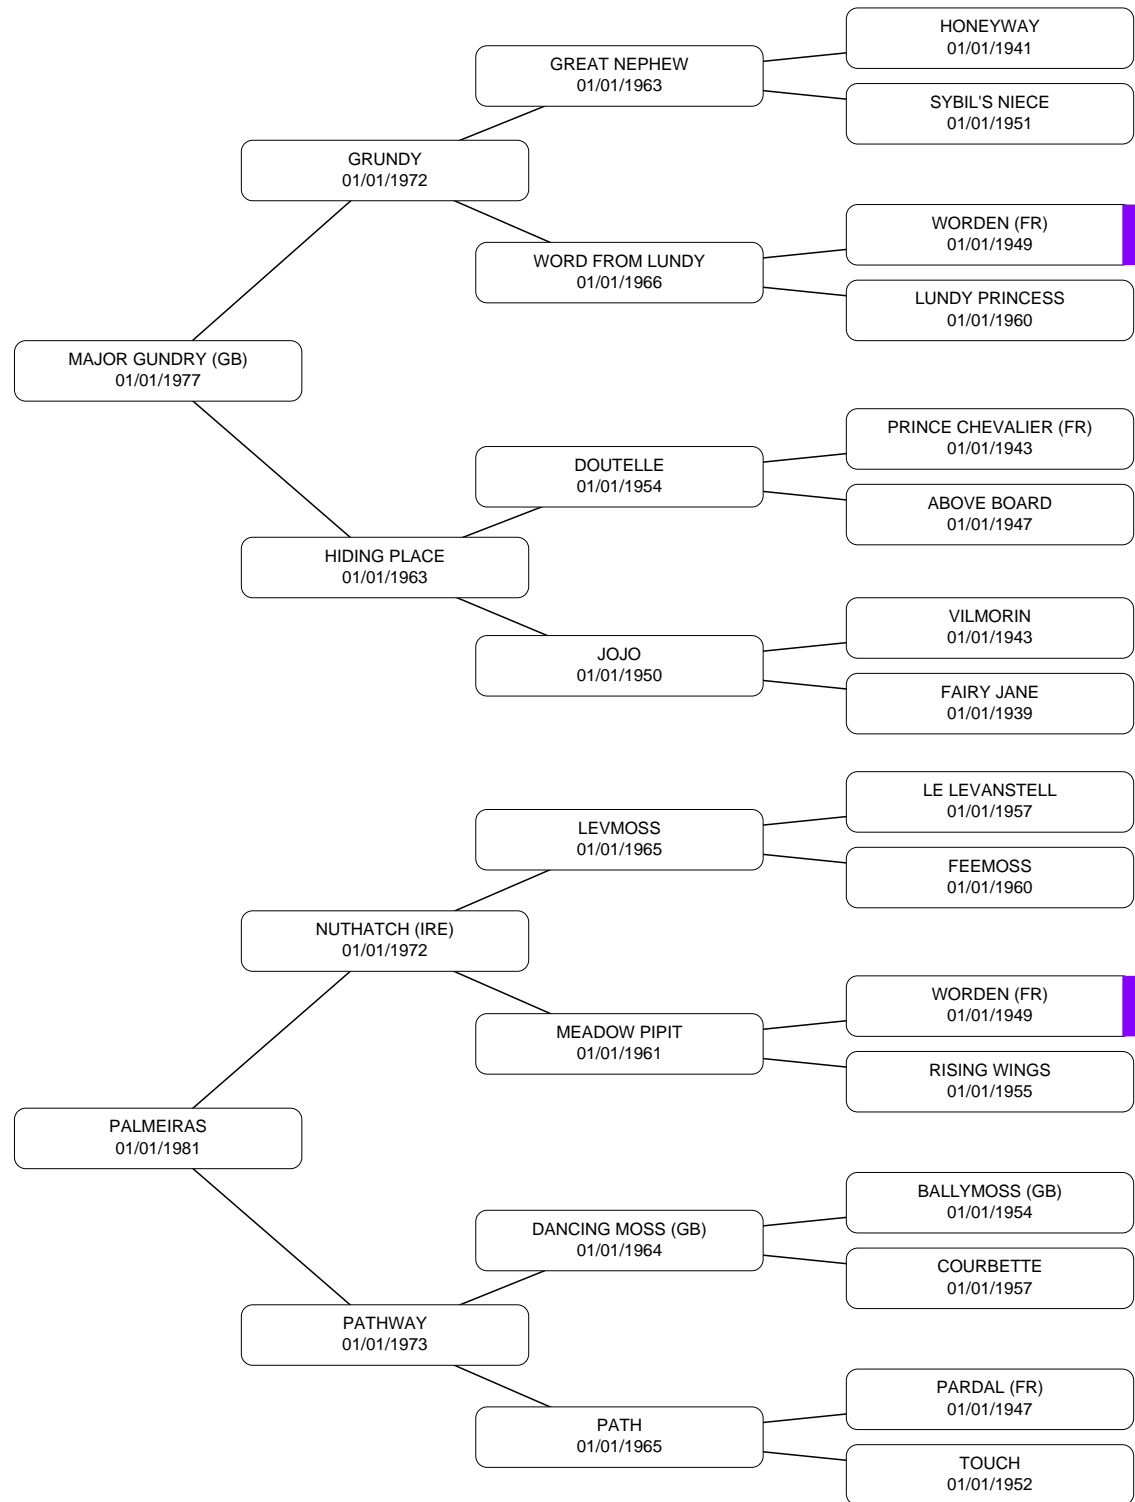 HONEYWAY
01/01/1941
GREAT NEPHEW
01/01/1963
SYBIL'S NIECE
01/01/1951
GRUNDY
01/01/1972
WORDEN (FR)
01/01/1949
WORD FROM LUNDY
01/01/1966
LUNDY PRINCESS
01/01/1960
MAJOR GUNDRY (GB)
01/01/1977
PRINCE CHEVALIER (FR)
01/01/1943
DOUTELLE
01/01/1954
ABOVE BOARD
01/01/1947
HIDING PLACE
01/01/1963
VILMORIN
01/01/1943
JOJO
01/01/1950
FAIRY JANE
01/01/1939
LE LEVANSTELL
01/01/1957
LEVMOSS
01/01/1965
FEEMOSS
01/01/1960
NUTHATCH (IRE)
01/01/1972
WORDEN (FR)
01/01/1949
MEADOW PIPIT
01/01/1961
RISING WINGS
01/01/1955
PALMEIRAS
01/01/1981
BALLYMOSS (GB)
01/01/1954
DANCING MOSS (GB)
01/01/1964
COURBETTE
01/01/1957
PATHWAY
01/01/1973
PARDAL (FR)
01/01/1947
PATH
01/01/1965
TOUCH
01/01/1952